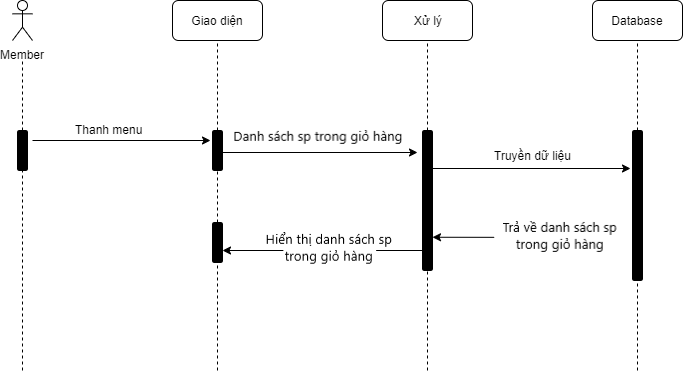 Giao diện
Xử lý
Database
Member
Thanh menu
Danh sách sp trong giỏ hàng
Truyền dữ liệu
Trả về danh sách sp
trong giỏ hàng
Hiển thị danh sách sp
trong giỏ hàng